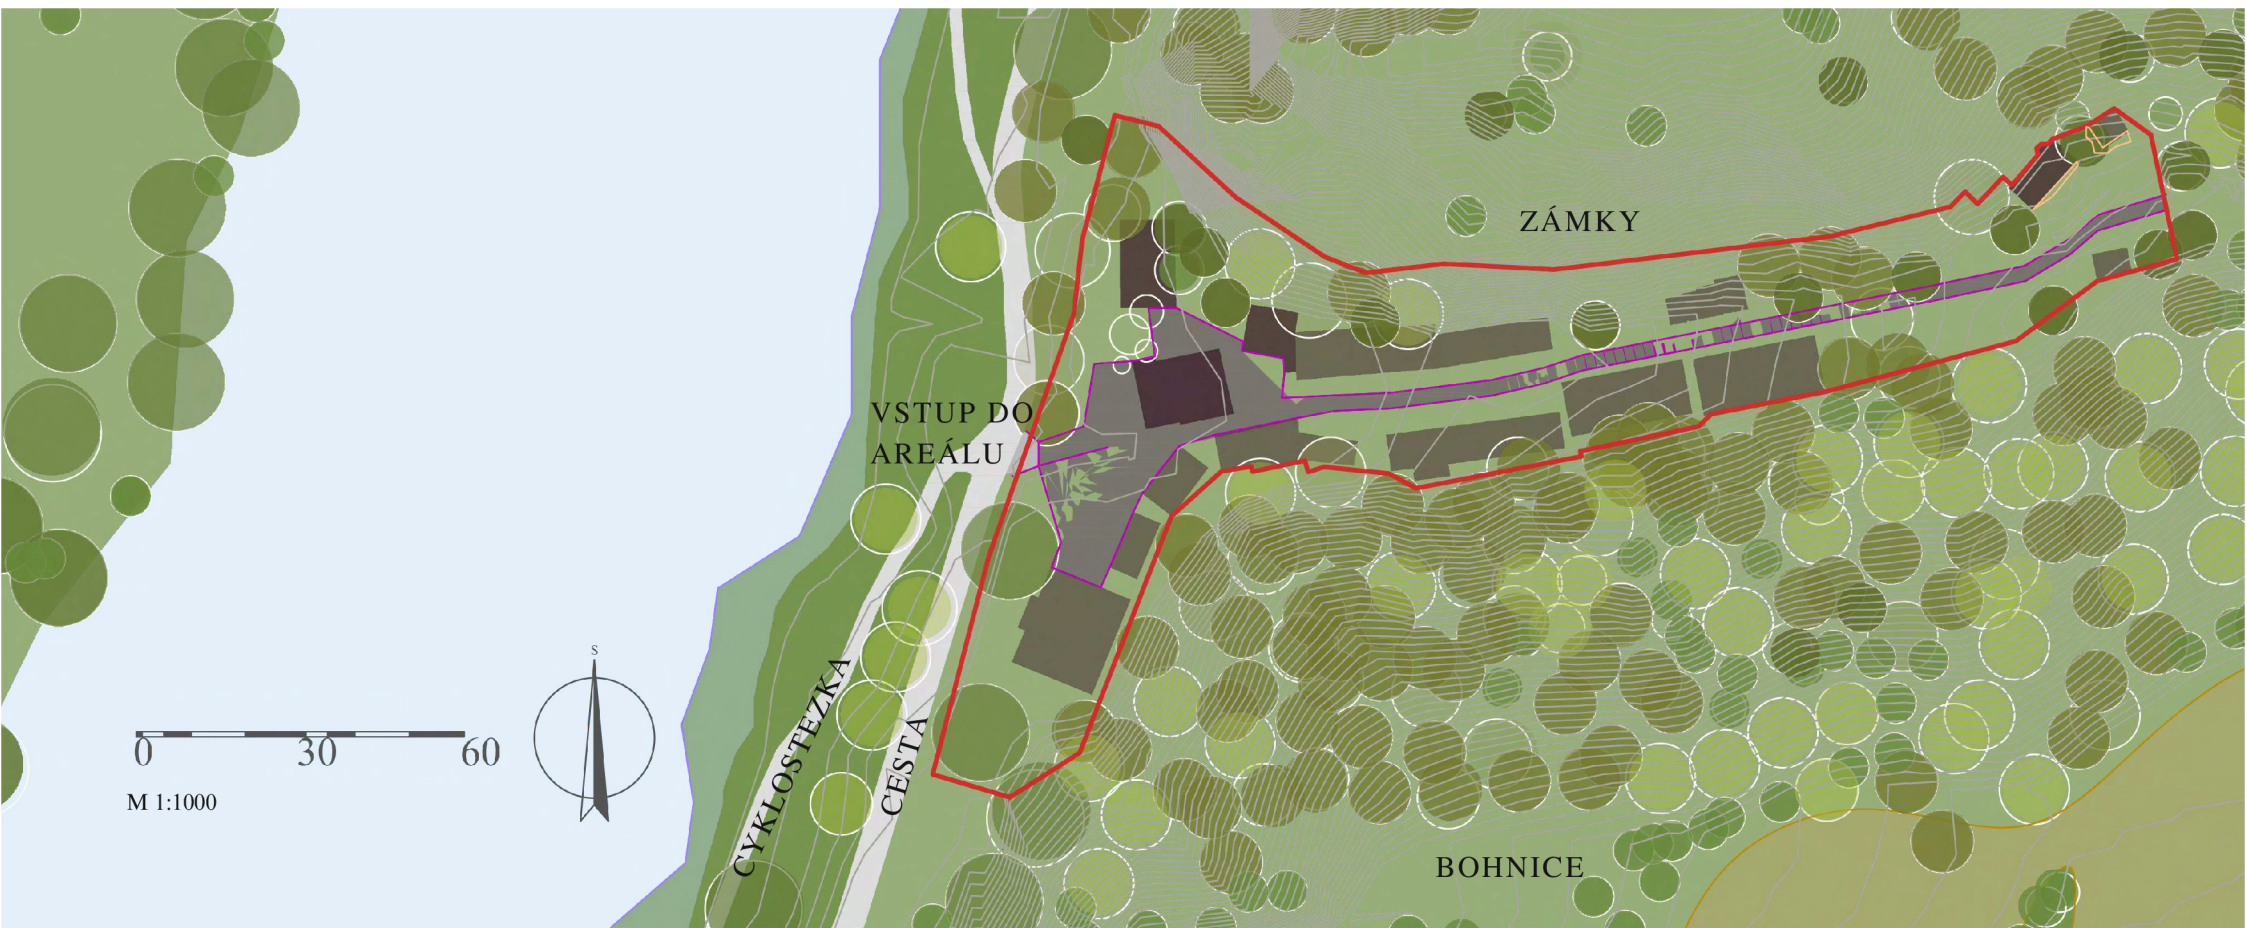 ZÁMKY
VSTUP DO
AREÁLU
S
CYKLOSTEZKA
CESTA
0 30 60
M 1:1000
BOHNICE